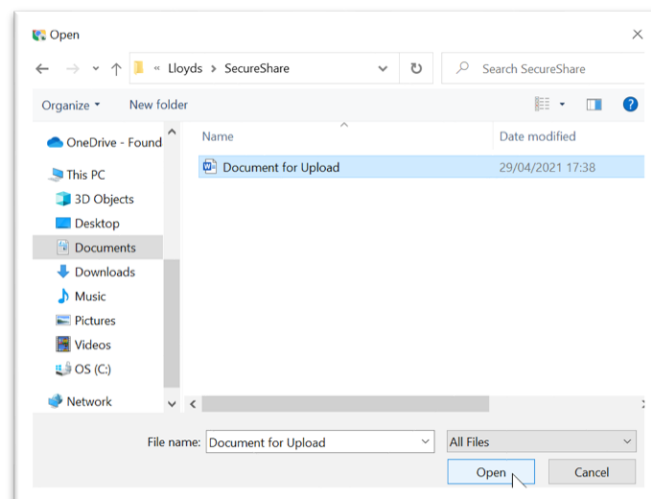 Open
« Lloyds > SecureShare
Search SecureShare
Organize
New folder
?
Name
Date modified
OneDrive - Found
This PC
3D Objects
Desktop
Documents
Downloads
Music
Pictures
Videos
OS (C:)
Network
Document for Upload
29/04/2021 17:38
File name:
Document for Upload
All Files
Open
Cancel